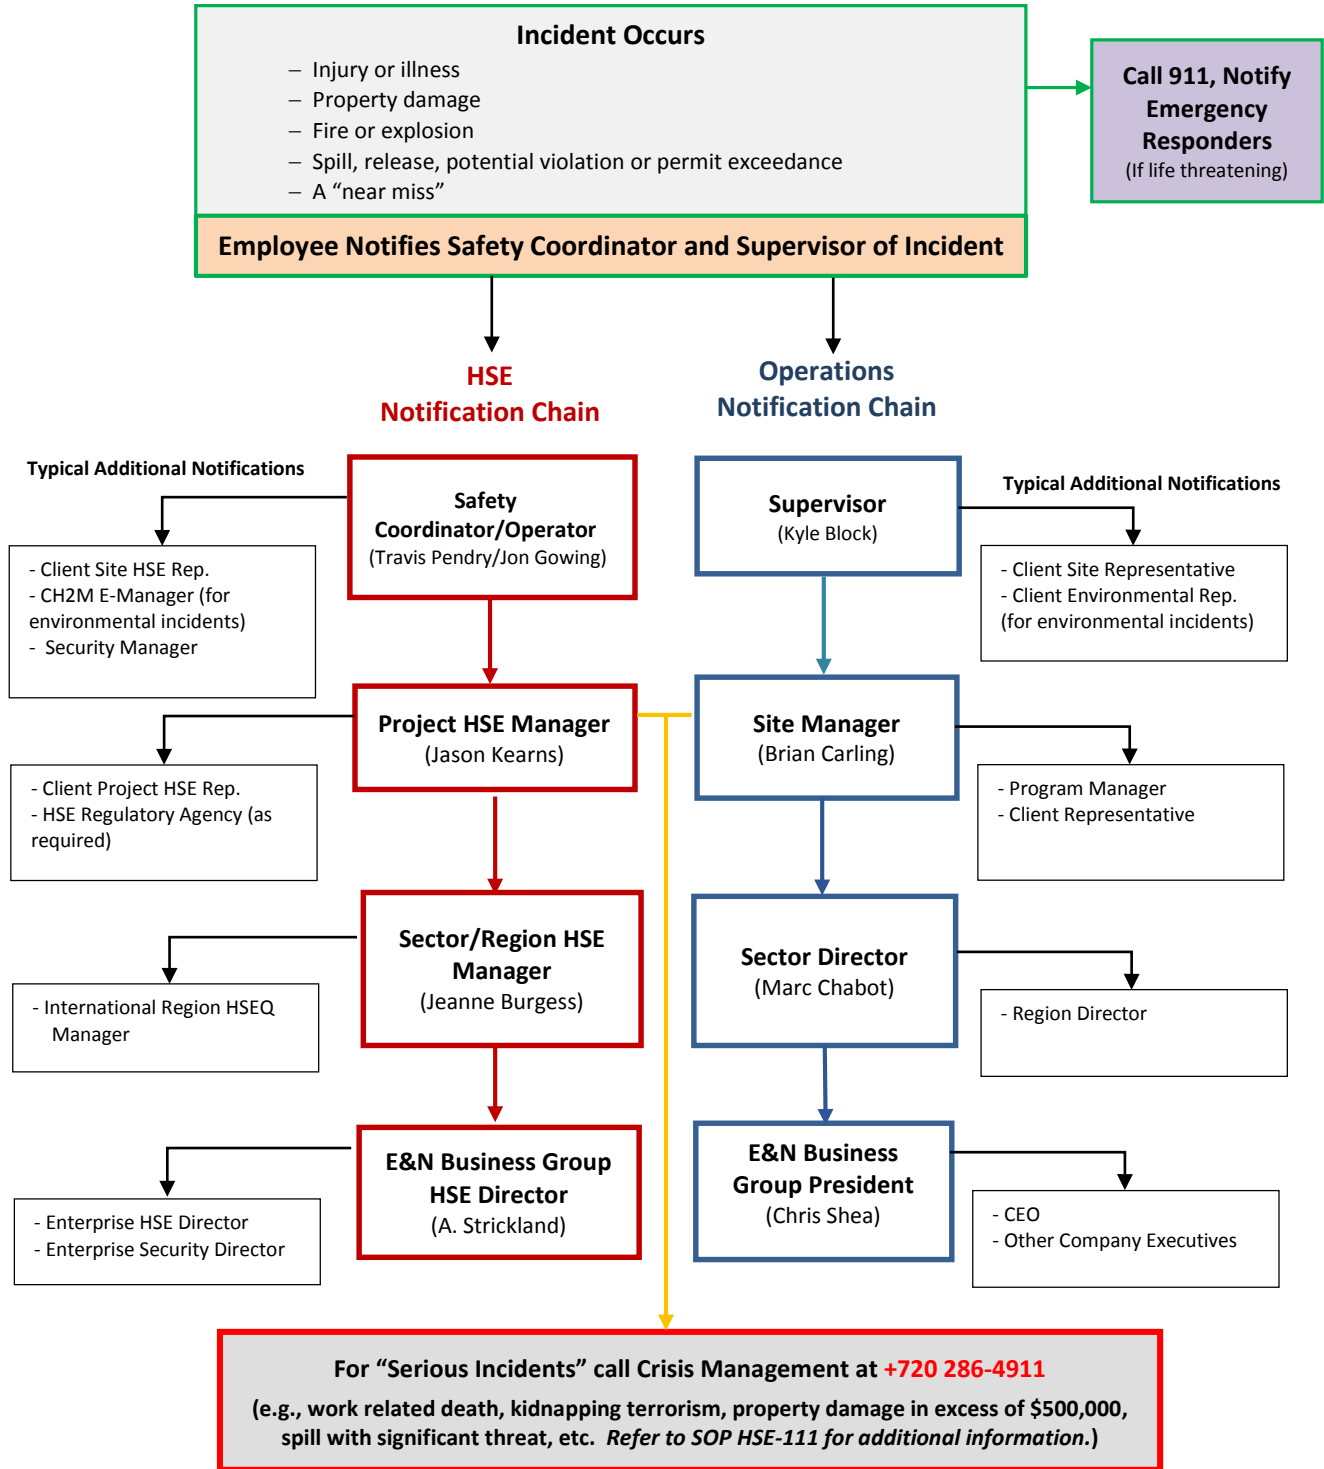 Incident Occurs
– Injury or illness
– Property damage
– Fire or explosion
– Spill, release, potential violation or permit exceedance
– A “near miss”
Call 911, Notify
Emergency
Responders
(If life threatening)
Employee Notifies Safety Coordinator and Supervisor of Incident
HSE
Notification Chain
Operations
Notification Chain
Typical Additional Notifications
Safety
Coordinator/Operator
(Travis Pendry/Jon Gowing)
Supervisor
(Kyle Block)
Typical Additional Notifications
- Client Site HSE Rep.
- CH2M E-Manager (for
environmental incidents)
- Security Manager
- Client Site Representative
- Client Environmental Rep.
(for environmental incidents)
Project HSE Manager
(Jason Kearns)
Site Manager
(Brian Carling)
- Client Project HSE Rep.
- HSE Regulatory Agency (as
required)
- Program Manager
- Client Representative
Sector/Region HSE
Manager
(Jeanne Burgess)
Sector Director
(Marc Chabot)
- International Region HSEQ
Manager
- Region Director
E&N Business Group
HSE Director
(A. Strickland)
E&N Business
Group President
(Chris Shea)
- Enterprise HSE Director
- Enterprise Security Director
- CEO
- Other Company Executives
For “Serious Incidents” call Crisis Management at +720 286-4911
(e.g., work related death, kidnapping terrorism, property damage in excess of $500,000,
spill with significant threat, etc. Refer to SOP HSE-111 for additional information.)